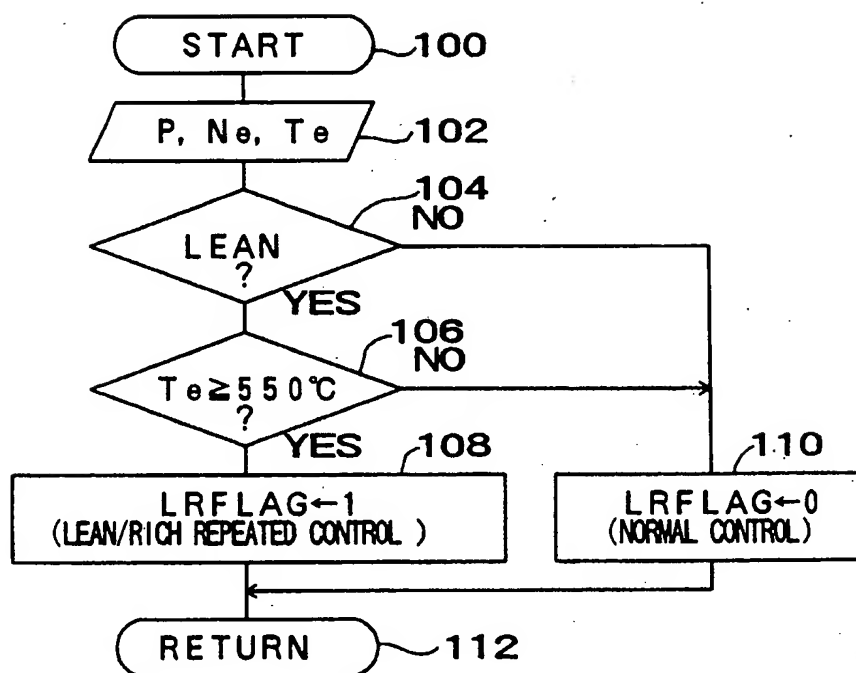 START
100
P, Ne, Te
102
104
NO
LEAN
?
YES
106
NO
Te≧550℃
?
YES
108
110
LRFLAG←1
(LEAN/RICH REPEATED CONTROL )
LRFLAG←0
(NORMAL CONTROL)
RETURN
112